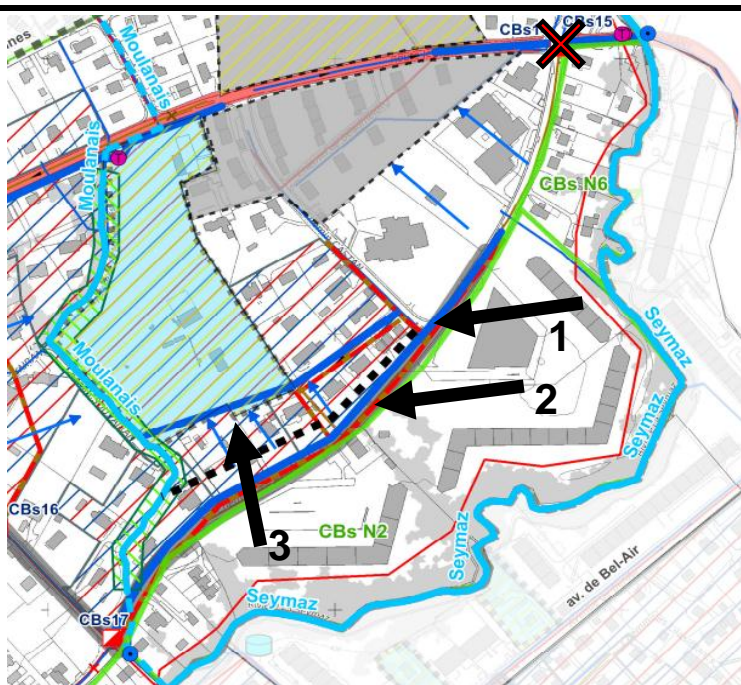 CBs1
CBs15
Moulanais
Moulanais
CBs N6
Seymaz
1
2
Moulanais
Seymaz
CBs16
3
CBs N2
Seymaz
av. de Bel-Air
CBs17
Seymaz